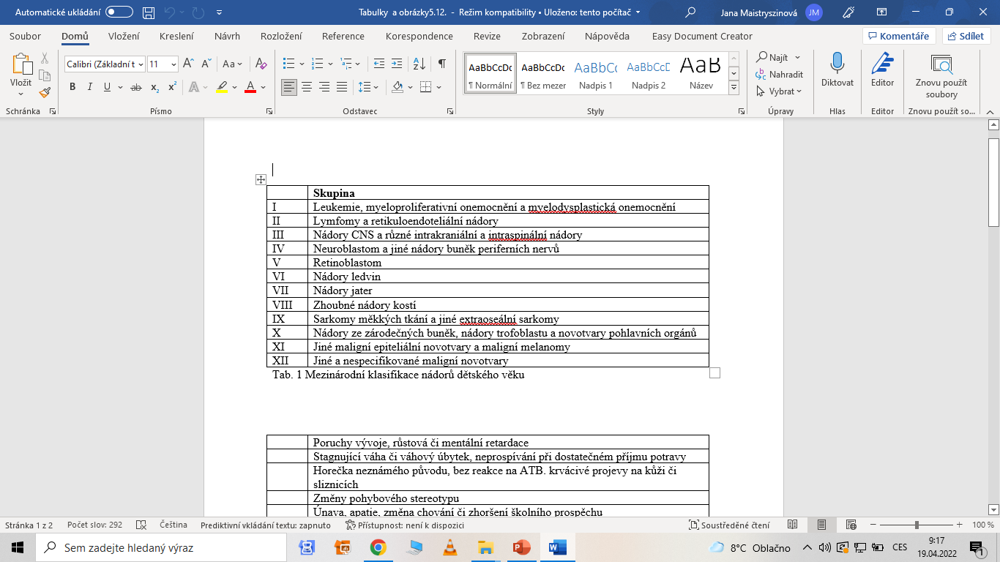 Automatické ukládání
Tabulky a obrázky5.12. - Režim kompatibility • Uloženo: tento počítač
Jana Maistryszinová JM
Soubor Domů Vložení Kreslení Návrh Rozložení Reference Korespondence Revize Zobrazení Nápověda Easy Document Creator Komentáře Sdílet
Vložit
Schránka
Calibri (Základní t 11
Písmo
Odstavec
AaBbCcDc AaBbCcDc AaBbCc AaBbCcD AaB
¶ Normální ¶ Bez mezer Nadpis 1 Nadpis 2 Název
Styly
Najít
Nahradit
Vybrat
Úpravy
Diktovat
Hlas
Editor
Editor
Znovu použít
soubory
Znovu použít so...
Skupina
I Leukemie, myeloproliferativní onemocnění a myelodysplastická onemocnění
II Lymfomy a retikuloendoteliální nádory
III Nádory CNS a různé intrakraniální a intraspinální nádory
IV Neuroblastom a jiné nádory buněk periferních nervů
V Retinoblastom
VI Nádory ledvin
VII Nádory jater
VIII Zhoubné nádory kostí
IX Sarkomy měkkých tkání a jiné extraoseální sarkomy
X Nádory ze zárodečných buněk, nádory trofoblastu a novotvary pohlavních orgánů
XI Jiné maligní epiteliální novotvary a maligní melanomy
XII Jiné a nespecifikované maligní novotvary
Tab. 1 Mezinárodní klasifikace nádorů dětského věku
Poruchy vývoje, růstová či mentální retardace
Stagnující váha či váhový úbytek, neprospívání při dostatečném příjmu potravy
Horečka neznámého původu, bez reakce na ATB. krvácivé projevy na kůži či
sliznicích
Změny pohybového stereotypu
Únava, apatie, změna chování či zhoršení školního prospěchu
Stránka 1 z 2 Počet slov: 292 Čeština Prediktivní vkládání textu: zapnuto Přístupnost: není k dispozici Soustředěné čtení 100 %
Sem zadejte hledaný výraz
8°C Oblačno
CES
9:17
19.04.2022
1